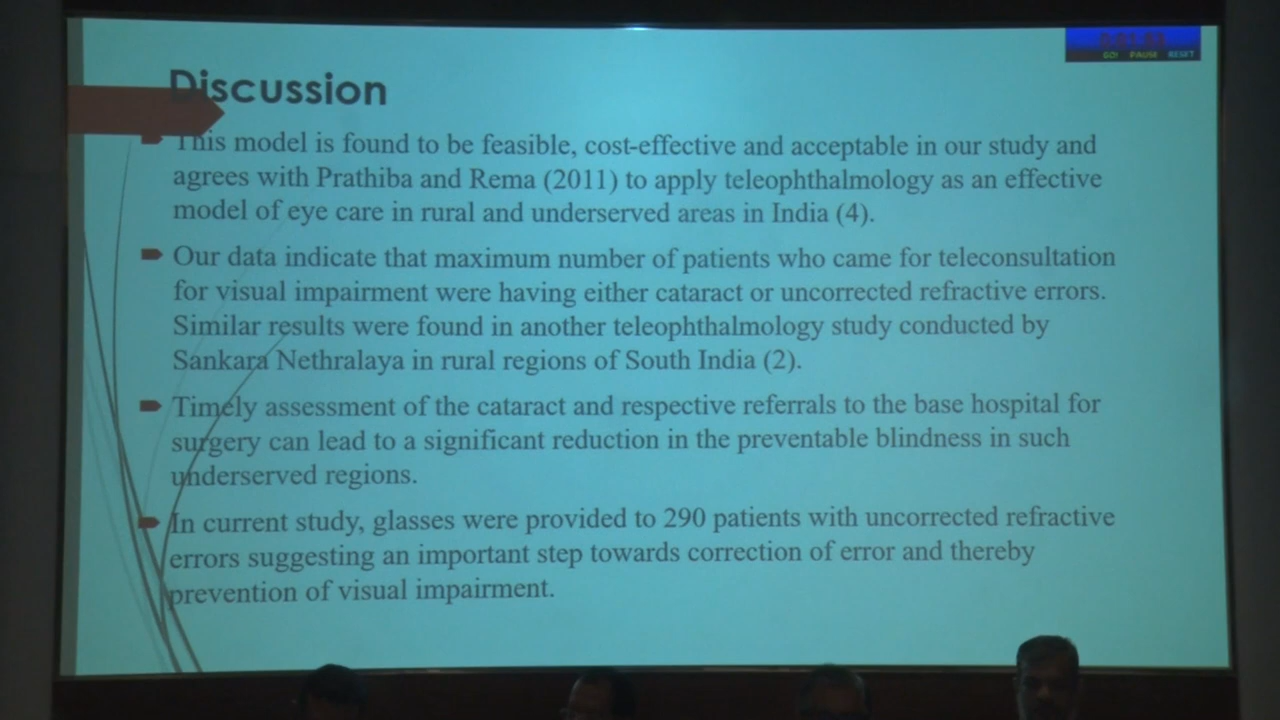 Discussion
GO! PAUSE RESET
This model is found to be feasible, cost-effective and acceptable in our study and
agrees with Prathiba and Rema (2011) to apply teleophthalmology as an effective
model of eye care in rural and underserved areas in India (4).
Our data indicate that maximum number of patients who came for teleconsultation
for visual impairment were having either cataract or uncorrected refractive errors.
Similar results were found in another teleophthalmology study conducted by
Sankara Nethralaya in rural regions of South India (2).
Timely assessment of the cataract and respective referrals to the base hospital for
surgery can lead to a significant reduction in the preventable blindness in such
underserved regions.
In current study, glasses were provided to 290 patients with uncorrected refractive
errors suggesting an important step towards correction of error and thereby
prevention of visual impairment.